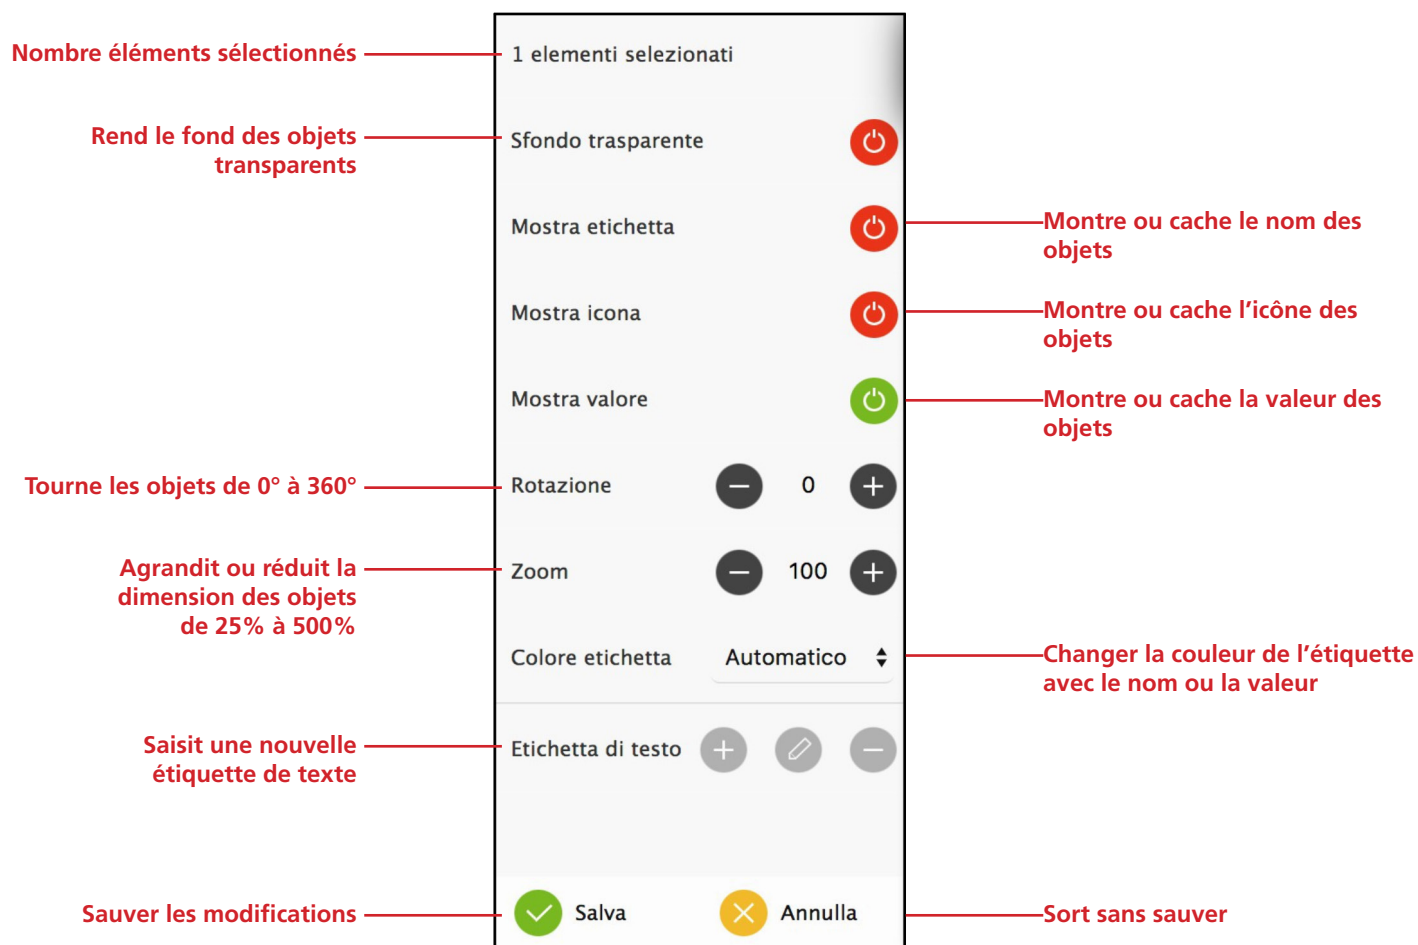 Nombre éléments sélectionnés
1 elementi selezionati
Rend le fond des objets
transparents
Sfondo trasparente
Mostra etichetta
Montre ou cache le nom des
objets
Mostra icona
Montre ou cache l’icône des
objets
Mostra valore
Montre ou cache la valeur des
objets
Tourne les objets de 0° à 360°
Rotazione
0
Agrandit ou réduit la
dimension des objets
de 25% à 500%
Zoom
100
Colore etichetta
Automatico
Changer la couleur de l’étiquette
avec le nom ou la valeur
Saisit une nouvelle
étiquette de texte
Etichetta di testo
Sauver les modifications
Salva
Annulla
Sort sans sauver